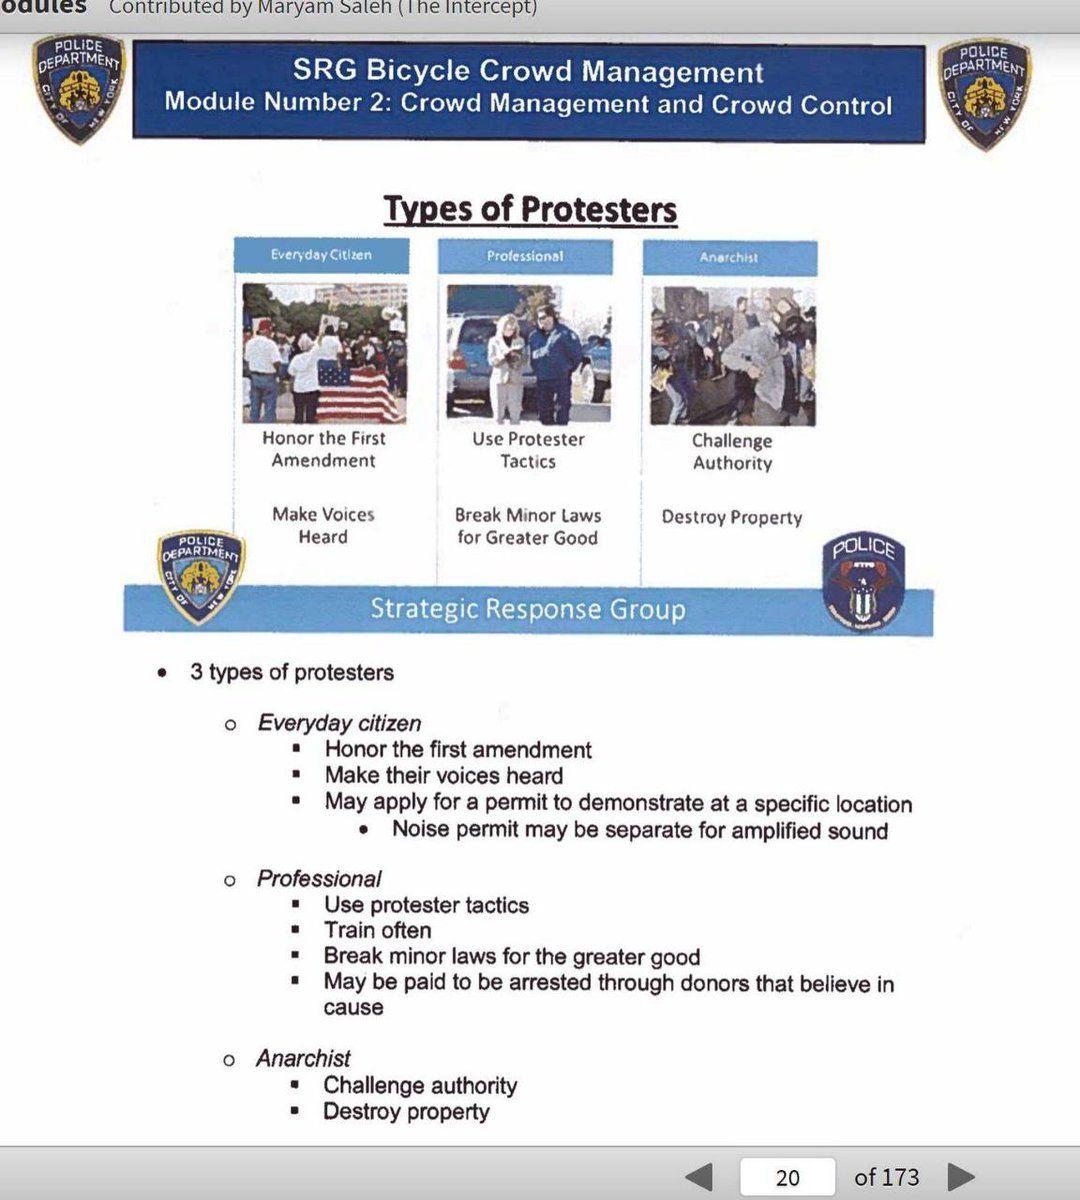 odules Contributed by Maryam Saleh (The Intercept)
POLICE
DEPARTMENT
CITY OF
NEW YORK
SRG Bicycle Crowd Management
Module Number 2: Crowd Management and Crowd Control
POLICE
DEPARTMENT
CITY OF
NEW YORK
Types of Protesters
Everyday Citizen
Professional
Anarchist
Honor the First
Amendment
Use Protester
Tactics
Challenge
Authority
Make Voices
Heard
Break Minor Laws
for Greater Good
Destroy Property
POLICE
DEPARTMENT
CITY OF
POLICE
Strategic Response Group
• 3 types of protesters
o Everyday citizen
▪ Honor the first amendment
▪ Make their voices heard
▪ May apply for a permit to demonstrate at a specific location
• Noise permit may be separate for amplified sound
o Professional
▪ Use protester tactics
▪ Train often
▪ Break minor laws for the greater good
▪ May be paid to be arrested through donors that believe in
cause
o Anarchist
▪ Challenge authority
▪ Destroy property
20 of 173